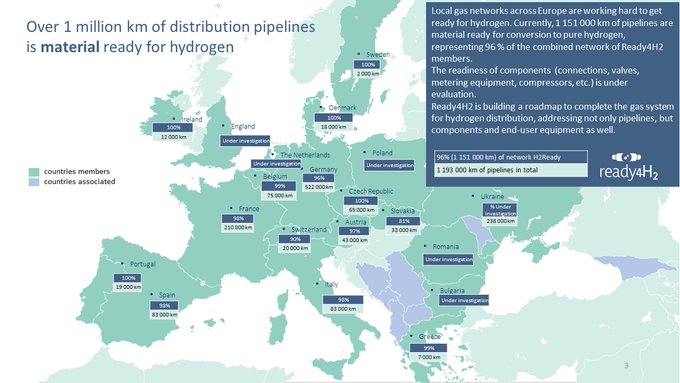 Over 1 million km of distribution pipelines
is material ready for hydrogen
Local gas networks across Europe are working hard to get
ready for hydrogen. Currently, 1 151 000 km of pipelines are
material ready for conversion to pure hydrogen,
representing 96 % of the combined network of Ready4H2
members.
The readiness of components (connections, valves,
metering equipment, compressors, etc.) is under
evaluation.
Ready4H2 is building a roadmap to complete the gas system
for hydrogen distribution, addressing not only pipelines, but
components and end-user equipment as well.
96% (1 151 000 km) of network H2Ready
1 193 000 km of pipelines in total
ready4H2
countries members
countries associated
Sweden
100%
2 000 km
Denmark
100%
18 000 km
Ireland
100%
12 000 km
England
Under investigation
The Netherlands
Under investigation
Poland
Under investigation
Germany
96%
522 000 km
Belgium
99%
75 000 km
Czech Republic
100%
65 000 km
Ukraine
% Under
investigation
238 000 km
France
98%
210 000 km
Slovakia
81%
33 000 km
Austria
97%
43 000 km
Switzerland
90%
20 000 km
Romania
Under investigation
Portugal
100%
19 000 km
Spain
98%
83 000 km
Italy
98%
83 000 km
Bulgaria
Under investigation
Greece
99%
7 000 km
3